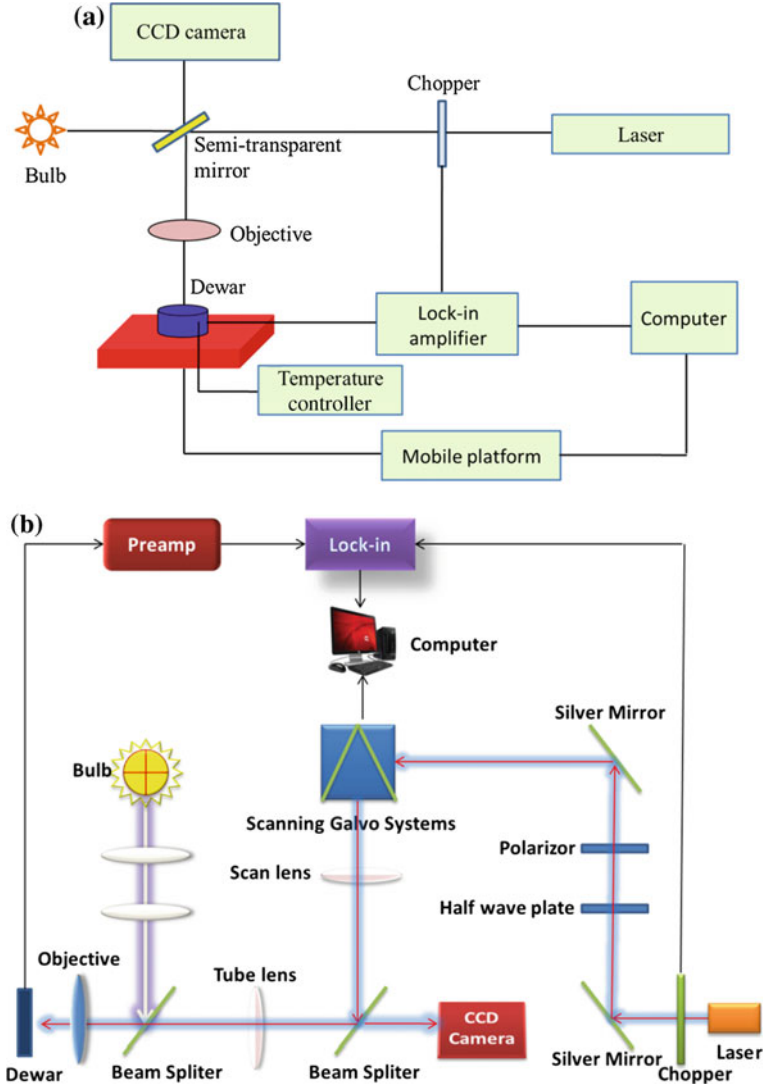 (a)
CCD camera
Chopper
Laser
Semi-transparent
mirror
Bulb
Objective
Dewar
Lock-in
amplifier
Computer
Temperature
controller
Mobile platform
(b)
Preamp
Lock-in
Computer
Silver Mirror
Bulb
Scanning Galvo Systems
Polarizor
Scan lens
Half wave plate
Objective
Tube lens
CCD
Camera
Dewar
Beam Spliter
Beam Spliter
Silver Mirror
Laser
Chopper